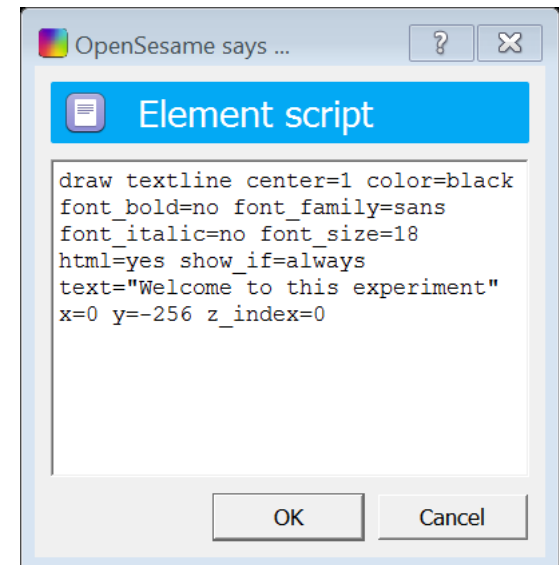 OpenSesame says ...
Element script
draw textline center=1 color=black
font_bold=no font_family=sans
font_italic=no font_size=18
html=yes show_if=always
text="Welcome to this experiment"
x=0 y=-256 z_index=0
OK Cancel